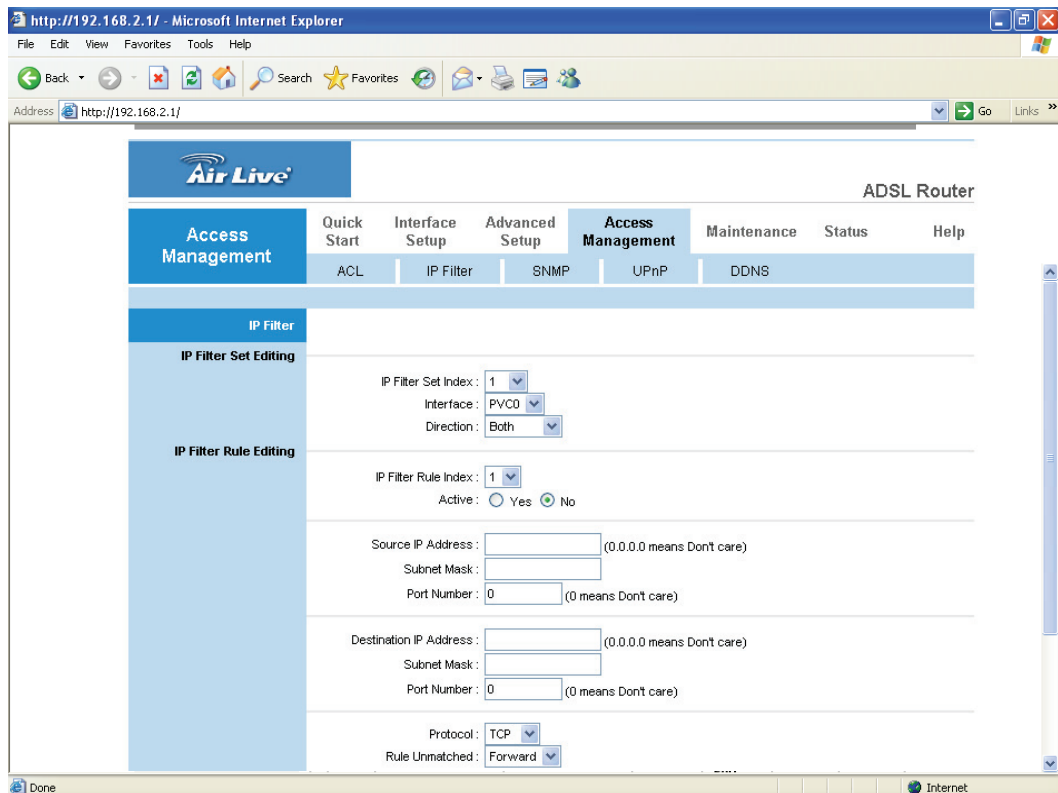 http://192.168.2.1/ - Microsoft Internet Explorer
File Edit View Favorites Tools Help
Back Search Favorites
Address http://192.168.2.1/ Go Links »
Air Live®
ADSL Router
Access Management
Quick Start Interface Setup Advanced Setup Access Management Maintenance Status Help
ACL IP Filter SNMP UPnP DDNS
IP Filter
IP Filter Set Editing
IP Filter Set Index : 1
Interface : PVC0
Direction : Both
IP Filter Rule Editing
IP Filter Rule Index : 1
Active : Yes No
Source IP Address : (0.0.0.0 means Don't care)
Subnet Mask :
Port Number : 0 (0 means Don't care)
Destination IP Address : (0.0.0.0 means Don't care)
Subnet Mask :
Port Number : 0 (0 means Don't care)
Protocol : TCP
Rule Unmatched : Forward
Done Internet